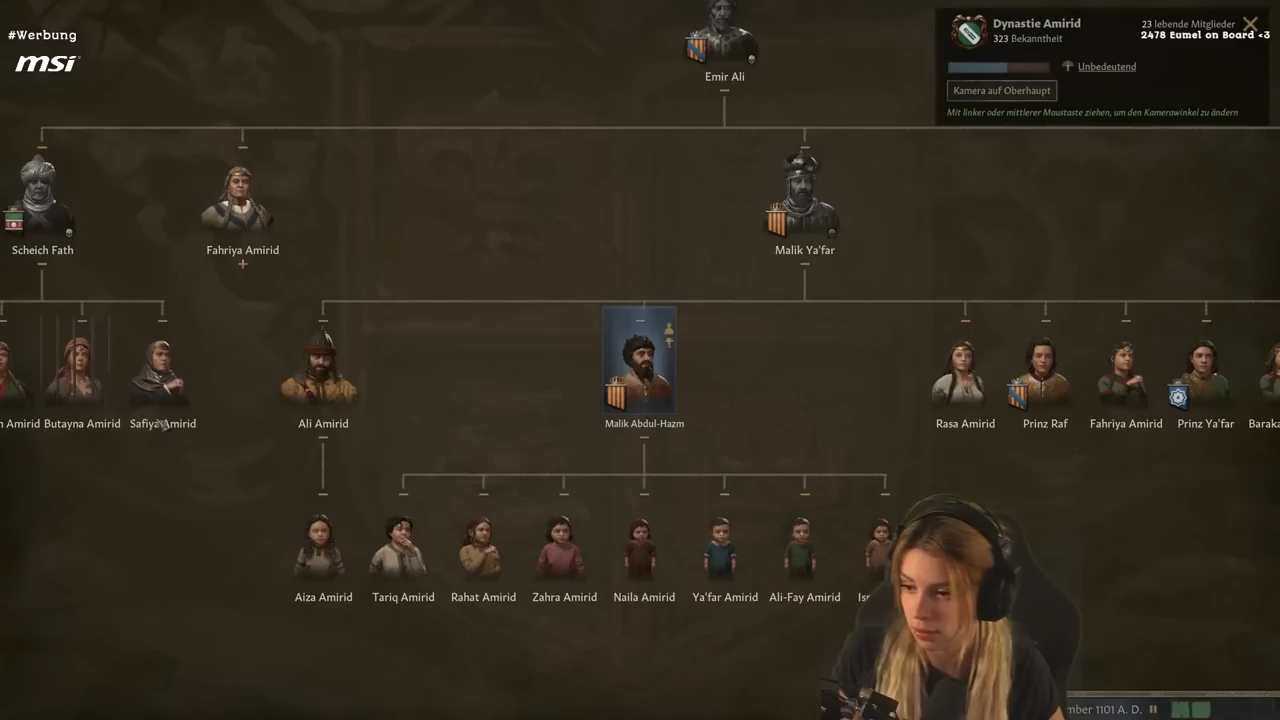 #Werbung
msi
Dynastie Amirid
23 lebende Mitglieder
323 Bekanntheit
2478 Eumel on Board <3
Unbedeutend
Kamera auf Oberhaupt
Mit linker oder mittlerer Maustaste ziehen, um den Kamerawinkel zu ändern
Emir Ali
Scheich Fath
Fahriya Amirid
Malik Ya'far
Amirid
Butayna Amirid
Safiya Amirid
Ali Amirid
Malik Abdul-Hazm
Rasa Amirid
Prinz Raf
Fahriya Amirid
Prinz Ya'far
Aiza Amirid
Tariq Amirid
Rahat Amirid
Zahra Amirid
Naila Amirid
Ya'far Amirid
Ali-Fay Amirid
1101 A. D.